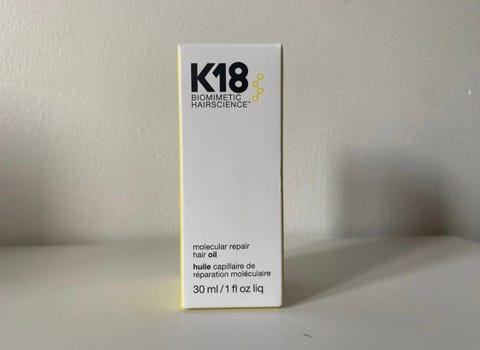 K18
BIOMIMETIC
HAIRSCIENCE™
molecular repair
hair oil
huile capillaire de
réparation moléculaire
30 ml/1 fl oz liq